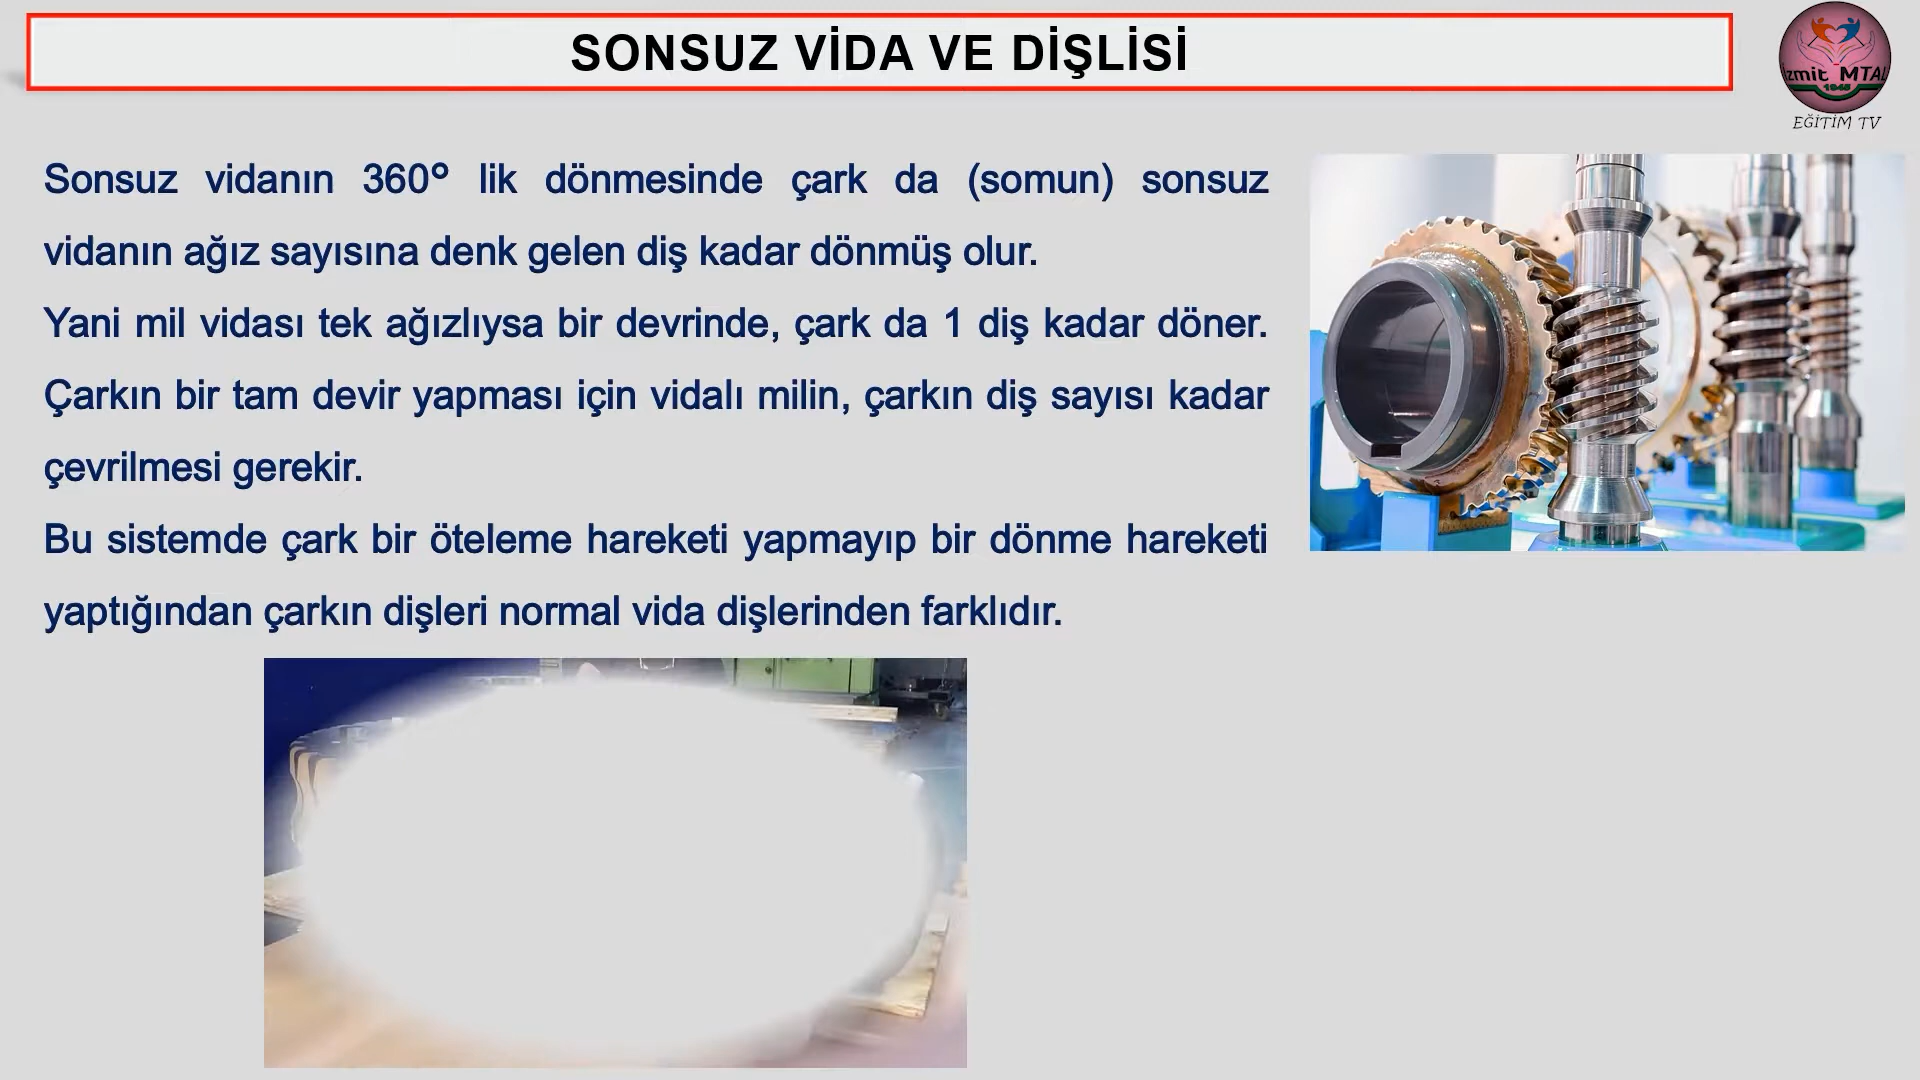 SONSUZ VİDA VE DİŞLİSİ
İzmit MTAL
1945
EĞİTİM TV
Sonsuz vidanın 360° lik dönmesinde çark da (somun) sonsuz
vidanın ağız sayısına denk gelen diş kadar dönmüş olur.
Yani mil vidası tek ağızlıysa bir devrinde, çark da 1 diş kadar döner.
Çarkın bir tam devir yapması için vidalı milin, çarkın diş sayısı kadar
çevrilmesi gerekir.
Bu sistemde çark bir öteleme hareketi yapmayıp bir dönme hareketi
yaptığından çarkın dişleri normal vida dişlerinden farklıdır.